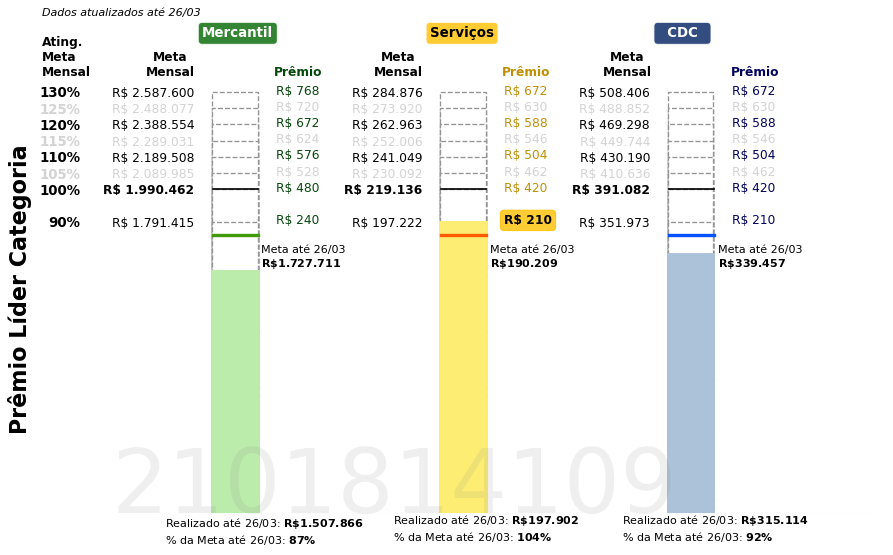 Dados atualizados até 26/03
Mercantil Serviços CDC
Ating. Meta Mensal
Meta Mensal Prêmio Meta Mensal Prêmio Meta Mensal Prêmio
130% R$ 2.587.600 R$ 768 R$ 284.876 R$ 672 R$ 508.406 R$ 672
125% R$ 2.488.077 R$ 720 R$ 273.920 R$ 630 R$ 488.852 R$ 630
120% R$ 2.388.554 R$ 672 R$ 262.963 R$ 588 R$ 469.298 R$ 588
115% R$ 2.289.031 R$ 624 R$ 252.006 R$ 546 R$ 449.744 R$ 546
110% R$ 2.189.508 R$ 576 R$ 241.049 R$ 504 R$ 430.190 R$ 504
105% R$ 2.089.985 R$ 528 R$ 230.092 R$ 462 R$ 410.636 R$ 462
100% R$ 1.990.462 R$ 480 R$ 219.136 R$ 420 R$ 391.082 R$ 420
90% R$ 1.791.415 R$ 240 R$ 197.222 R$ 210 R$ 351.973 R$ 210
Meta até 26/03 Meta até 26/03 Meta até 26/03
R$1.727.711 R$190.209 R$339.457
Prêmio Líder Categoria
2101814109
Realizado até 26/03: R$1.507.866 Realizado até 26/03: R$197.902 Realizado até 26/03: R$315.114
% da Meta até 26/03: 87% % da Meta até 26/03: 104% % da Meta até 26/03: 92%